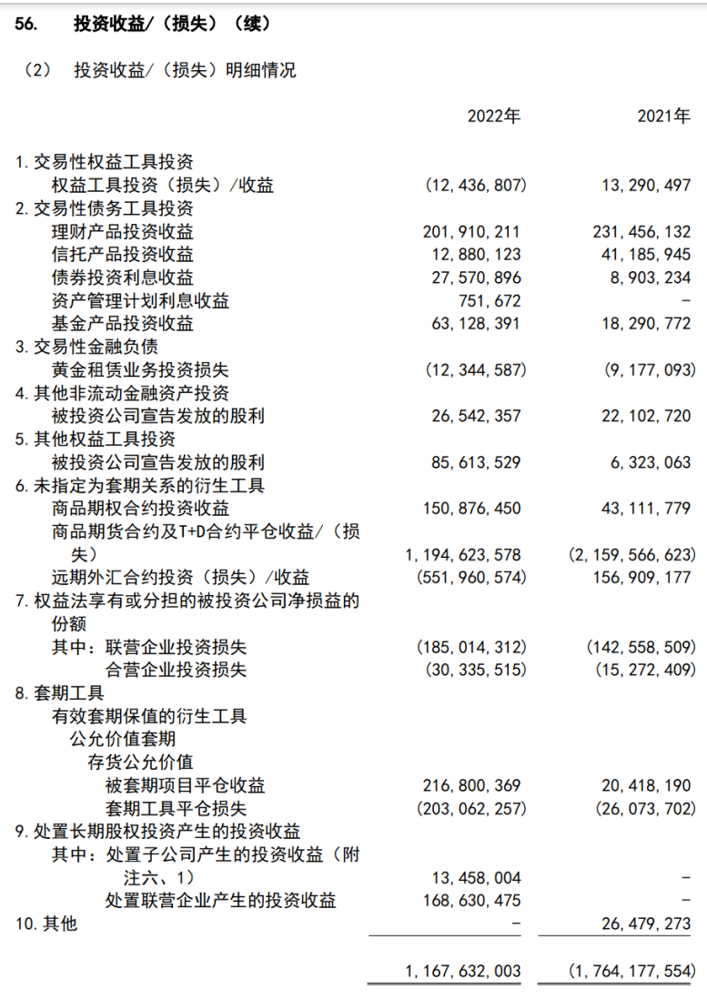 56. 投资收益/（损失）（续）
（2） 投资收益/（损失）明细情况
2022年 2021年
1.交易性权益工具投资
权益工具投资（损失）/收益 (12,436,807) 13,290,497
2.交易性债务工具投资
理财产品投资收益 201,910,211 231,456,132
信托产品投资收益 12,880,123 41,185,945
债券投资利息收益 27,570,896 8,903,234
资产管理计划利息收益 751,672 –
基金产品投资收益 63,128,391 18,290,772
3.交易性金融负债
黄金租赁业务投资损失 (12,344,587) (9,177,093)
4.其他非流动金融资产投资
被投资公司宣告发放的股利 26,542,357 22,102,720
5.其他权益工具投资
被投资公司宣告发放的股利 85,613,529 6,323,063
6.未指定为套期关系的衍生工具
商品期权合约投资收益 150,876,450 43,111,779
商品期货合约及T+D合约平仓收益/（损
失） 1,194,623,578 (2,159,566,623)
远期外汇合约投资（损失）/收益 (551,960,574) 156,909,177
7.权益法享有或分担的被投资公司净损益的
份额
其中：联营企业投资损失 (185,014,312) (142,558,509)
合营企业投资损失 (30,335,515) (15,272,409)
8.套期工具
有效套期保值的衍生工具
公允价值套期
存货公允价值
被套期项目平仓收益 216,800,369 20,418,190
套期工具平仓损失 (203,062,257) (26,073,702)
9.处置长期股权投资产生的投资收益
其中：处置子公司产生的投资收益（附
注六、1） 13,458,004 –
处置联营企业产生的投资收益 168,630,475 –
10.其他 – 26,479,273
1,167,632,003 (1,764,177,554)